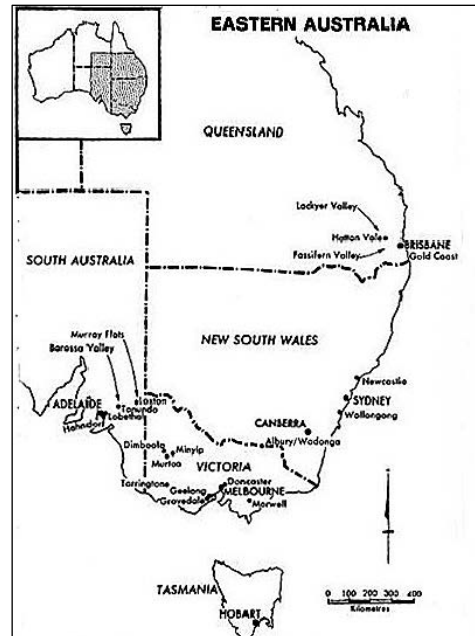 EASTERN AUSTRALIA
QUEENSLAND
Lockyer Valley
Hatton Vale
BRISBANE
Fassifern Valley
Gold Coast
SOUTH AUSTRALIA
NEW SOUTH WALES
Murray Flats
Barossa Valley
Newcastle
Loxton
ADELAIDE
Tanunda
SYDNEY
Lobethal
Wollongong
Hahndorf
CANBERRA
Albury/Wodonga
Dimboola
Minyip
Murtoa
VICTORIA
Tarrington
Doncaster
Geelong
MELBOURNE
Grovedale
Morwell
TASMANIA
HOBART
0 100 200 300 400
Kilometres